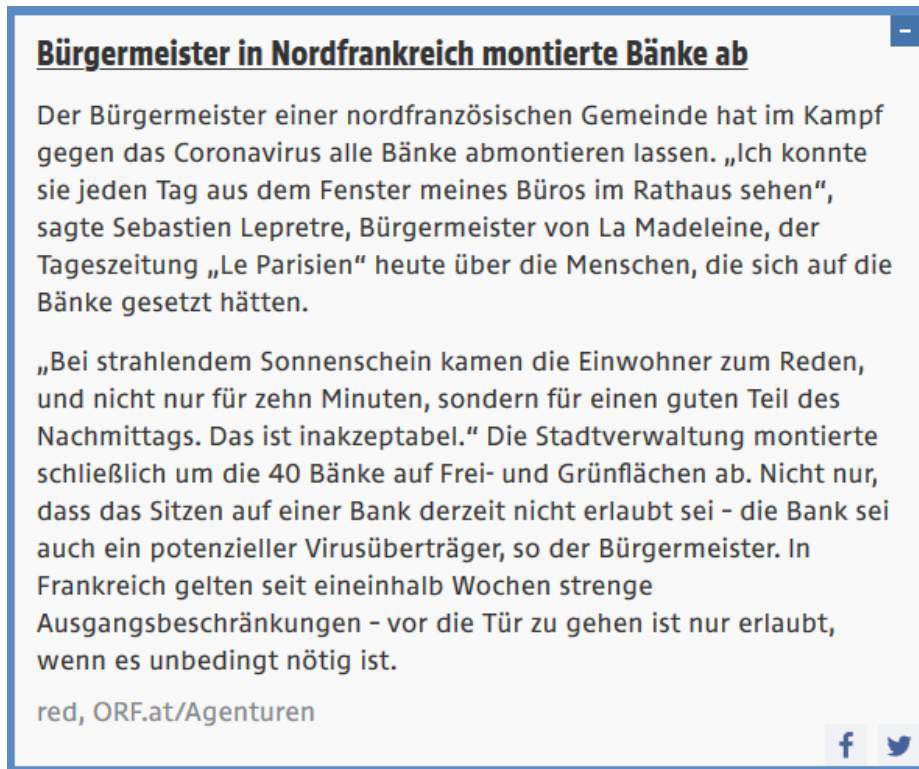 Bürgermeister in Nordfrankreich montierte Bänke ab
Der Bürgermeister einer nordfranzösischen Gemeinde hat im Kampf
gegen das Coronavirus alle Bänke abmontieren lassen. „Ich konnte
sie jeden Tag aus dem Fenster meines Büros im Rathaus sehen“,
sagte Sebastien Lepretre, Bürgermeister von La Madeleine, der
Tageszeitung „Le Parisien“ heute über die Menschen, die sich auf die
Bänke gesetzt hätten.
„Bei strahlendem Sonnenschein kamen die Einwohner zum Reden,
und nicht nur für zehn Minuten, sondern für einen guten Teil des
Nachmittags. Das ist inakzeptabel.“ Die Stadtverwaltung montierte
schließlich um die 40 Bänke auf Frei- und Grünflächen ab. Nicht nur,
dass das Sitzen auf einer Bank derzeit nicht erlaubt sei – die Bank sei
auch ein potenzieller Virusüberträger, so der Bürgermeister. In
Frankreich gelten seit eineinhalb Wochen strenge
Ausgangsbeschränkungen – vor die Tür zu gehen ist nur erlaubt,
wenn es unbedingt nötig ist.
red, ORF.at/Agenturen